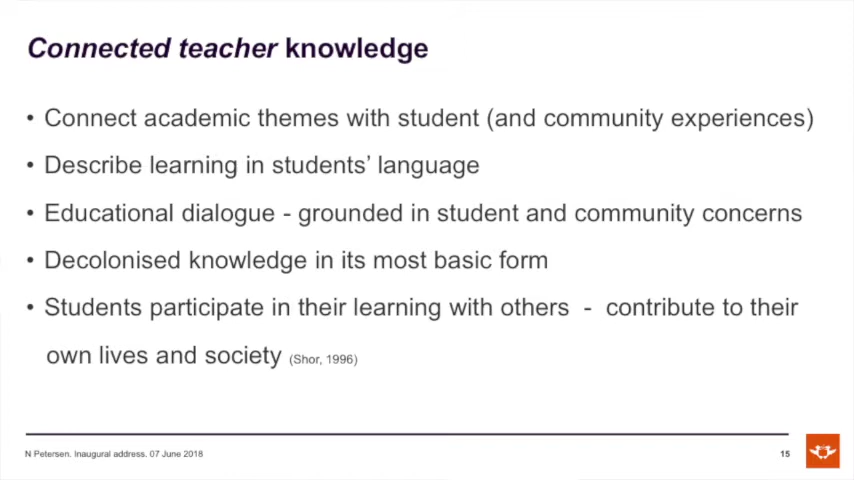 Connected teacher knowledge
• Connect academic themes with student (and community experiences)
• Describe learning in students’ language
• Educational dialogue - grounded in student and community concerns
• Decolonised knowledge in its most basic form
• Students participate in their learning with others - contribute to their
own lives and society (Shor, 1996)
N Petersen. Inaugural address. 07 June 2018
15